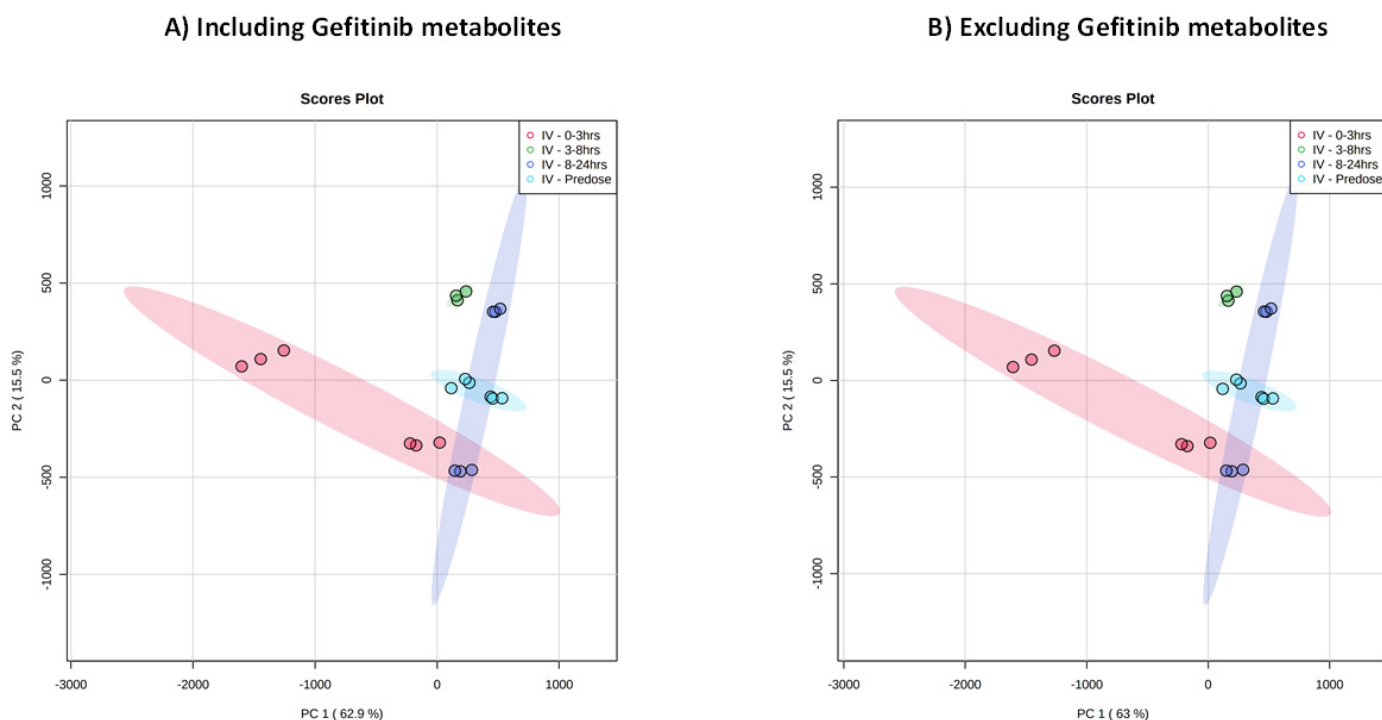 A) Including Gefitinib metabolites
Scores Plot
IV - 0-3hrs
IV - 3-8hrs
IV - 8-24hrs
IV - Predose
1000
500
0
-500
-1000
PC 2 ( 15.5 %)
-3000
-2000
-1000
0
1000
PC 1 ( 62.9 %)
B) Excluding Gefitinib metabolites
Scores Plot
IV - 0-3hrs
IV - 3-8hrs
IV - 8-24hrs
IV - Predose
1000
500
0
-500
-1000
PC 2 ( 15.5 %)
-3000
-2000
-1000
0
1000
PC 1 ( 63 %)